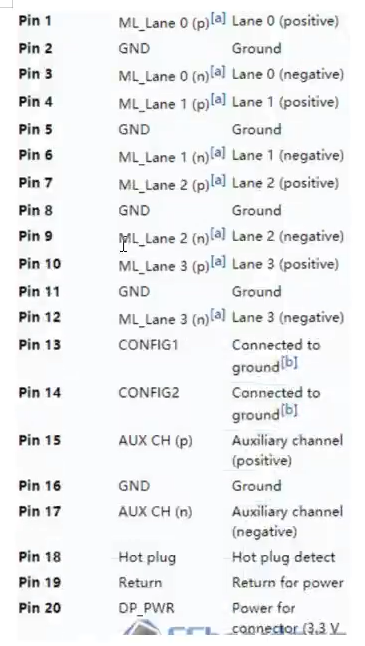 Pin 1 ML_Lane 0 (p)[a] Lane 0 (positive)
Pin 2 GND Ground
Pin 3 ML_Lane 0 (n)[a] Lane 0 (negative)
Pin 4 ML_Lane 1 (p)[a] Lane 1 (positive)
Pin 5 GND Ground
Pin 6 ML_Lane 1 (n)[a] Lane 1 (negative)
Pin 7 ML_Lane 2 (p)[a] Lane 2 (positive)
Pin 8 GND Ground
Pin 9 ML_Lane 2 (n)[a] Lane 2 (negative)
Pin 10 ML_Lane 3 (p)[a] Lane 3 (positive)
Pin 11 GND Ground
Pin 12 ML_Lane 3 (n)[a] Lane 3 (negative)
Pin 13 CONFIG1 Connected to
ground[b]
Pin 14 CONFIG2 Connected to
ground[b]
Pin 15 AUX CH (p) Auxiliary channel
(positive)
Pin 16 GND Ground
Pin 17 AUX CH (n) Auxiliary channel
(negative)
Pin 18 Hot plug Hot plug detect
Pin 19 Return Return for power
Pin 20 DP_PWR Power for
connector (3.3 V